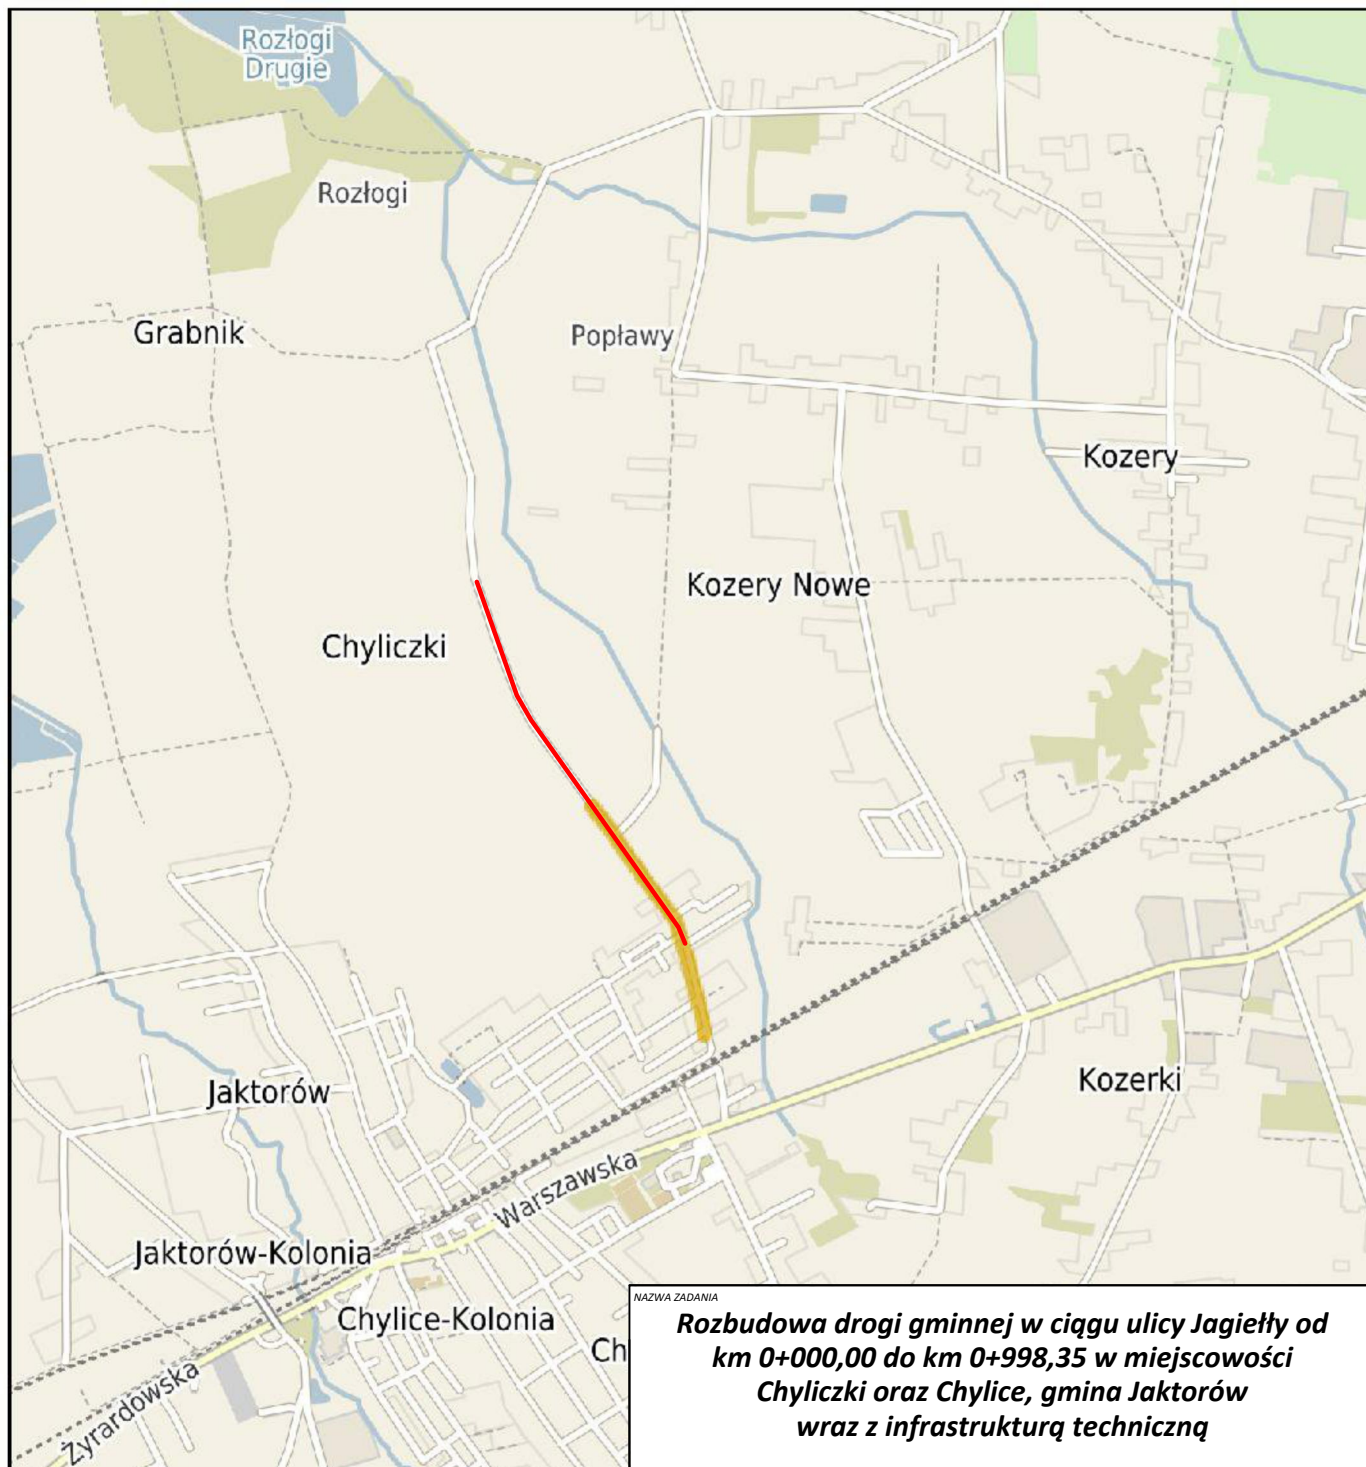 Rozłogi
Drugie
Rozłogi
Grabnik
Popławy
Kozery
Kozery Nowe
Chyliczki
Jaktorów
Kozerki
Warszawska
Jaktorów-Kolonia
Chylice-Kolonia
Ch
Żyrardowska
NAZWA ZADANIA
Rozbudowa drogi gminnej w ciągu ulicy Jagiełły od
km 0+000,00 do km 0+998,35 w miejscowości
Chyliczki oraz Chylice, gmina Jaktorów
wraz z infrastrukturą techniczną